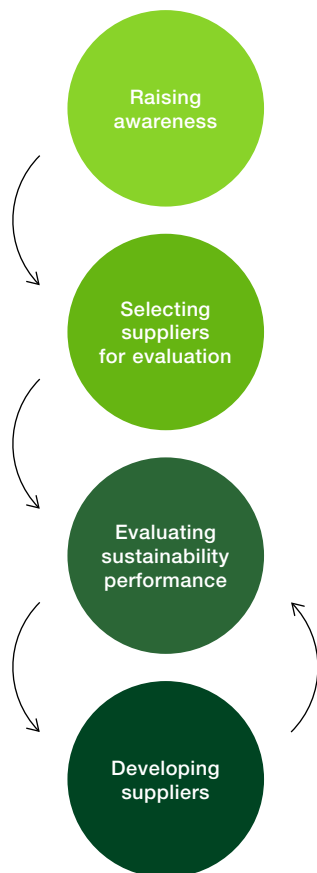 Raising
awareness
Selecting
suppliers
for evaluation
Evaluating
sustainability
performance
Developing
suppliers